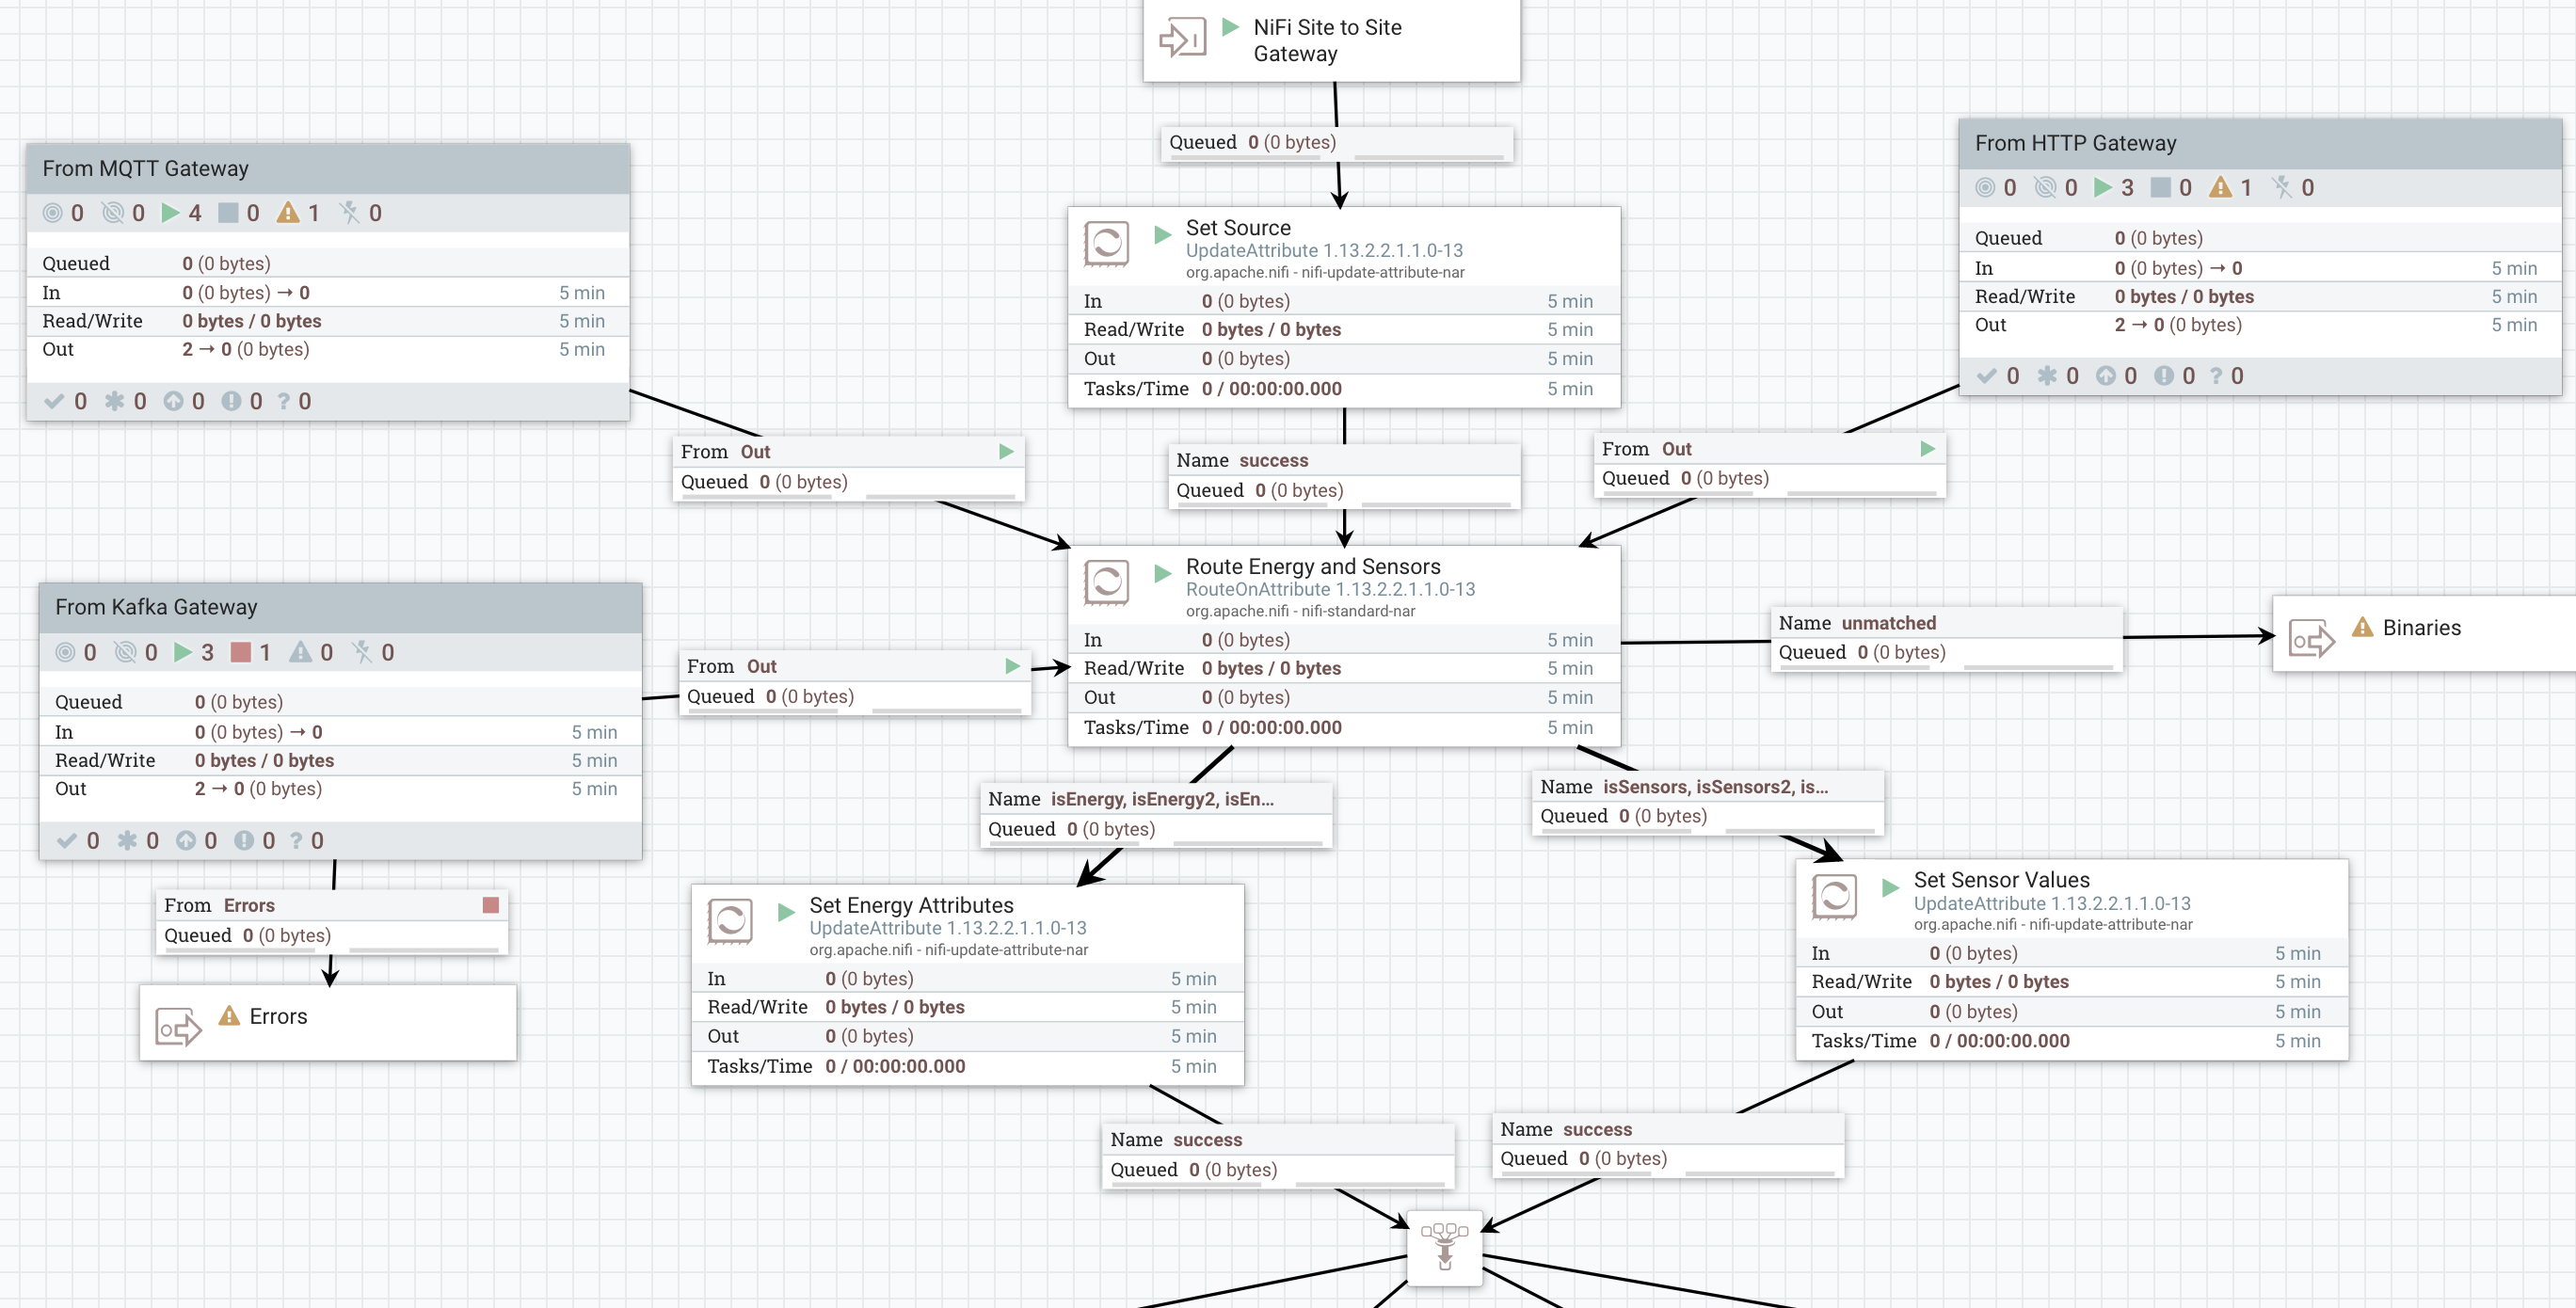 NiFi Site to Site
Gateway
Queued 0 (0 bytes)
From MQTT Gateway
0 0 4 0 1 0
Queued 0 (0 bytes)
In 0 (0 bytes) → 0 5 min
Read/Write 0 bytes / 0 bytes 5 min
Out 2 → 0 (0 bytes) 5 min
0 0 0 0 ? 0
From HTTP Gateway
0 0 3 0 1 0
Queued 0 (0 bytes)
In 0 (0 bytes) → 0 5 min
Read/Write 0 bytes / 0 bytes 5 min
Out 2 → 0 (0 bytes) 5 min
0 0 0 0 ? 0
Set Source
UpdateAttribute 1.13.2.2.1.1.0-13
org.apache.nifi - nifi-update-attribute-nar
In 0 (0 bytes) 5 min
Read/Write 0 bytes / 0 bytes 5 min
Out 0 (0 bytes) 5 min
Tasks/Time 0 / 00:00:00.000 5 min
From Out
Queued 0 (0 bytes)
Name success
Queued 0 (0 bytes)
From Out
Queued 0 (0 bytes)
Route Energy and Sensors
RouteOnAttribute 1.13.2.2.1.1.0-13
org.apache.nifi - nifi-standard-nar
In 0 (0 bytes) 5 min
Read/Write 0 bytes / 0 bytes 5 min
Out 0 (0 bytes) 5 min
Tasks/Time 0 / 00:00:00.000 5 min
From Kafka Gateway
0 0 3 1 0 0
Queued 0 (0 bytes)
In 0 (0 bytes) → 0 5 min
Read/Write 0 bytes / 0 bytes 5 min
Out 2 → 0 (0 bytes) 5 min
0 0 0 0 ? 0
From Out
Queued 0 (0 bytes)
Name unmatched
Queued 0 (0 bytes)
Binaries
Name isEnergy, isEnergy2, isEn...
Queued 0 (0 bytes)
Name isSensors, isSensors2, is...
Queued 0 (0 bytes)
From Errors
Queued 0 (0 bytes)
Errors
Set Energy Attributes
UpdateAttribute 1.13.2.2.1.1.0-13
org.apache.nifi - nifi-update-attribute-nar
In 0 (0 bytes) 5 min
Read/Write 0 bytes / 0 bytes 5 min
Out 0 (0 bytes) 5 min
Tasks/Time 0 / 00:00:00.000 5 min
Set Sensor Values
UpdateAttribute 1.13.2.2.1.1.0-13
org.apache.nifi - nifi-update-attribute-nar
In 0 (0 bytes) 5 min
Read/Write 0 bytes / 0 bytes 5 min
Out 0 (0 bytes) 5 min
Tasks/Time 0 / 00:00:00.000 5 min
Name success
Queued 0 (0 bytes)
Name success
Queued 0 (0 bytes)